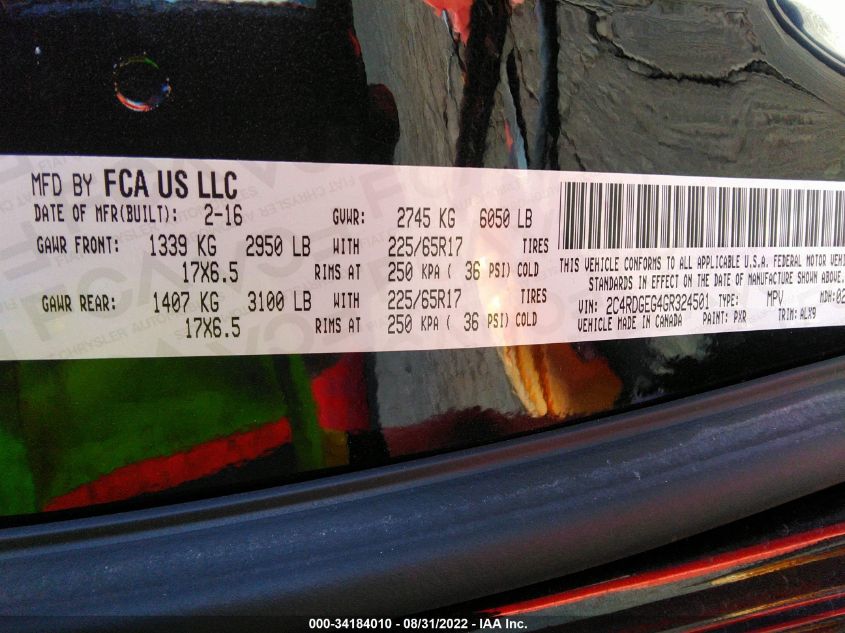 MFD BY FCA US LLC
DATE OF MFR(BUILT): 2-16 GVWR: 2745 KG 6050 LB
GAWR FRONT: 1339 KG 2950 LB WITH 225/65R17 TIRES
17X6.5 RIMS AT 250 KPA ( 36 PSI) COLD
GAWR REAR: 1407 KG 3100 LB WITH 225/65R17 TIRES
17X6.5 RIMS AT 250 KPA ( 36 PSI) COLD
THIS VEHICLE CONFORMS TO ALL APPLICABLE U.S.A. FEDERAL MOTOR VEHI
STANDARDS IN EFFECT ON THE DATE OF MANUFACTURE SHOWN ABOVE.
VIN: 2C4RDGEG4GR324501 TYPE: MPV MDH: 02
VEHICLE MADE IN CANADA PAINT: PXR TRIM: ALX9
000-34184010 - 08/31/2022 - IAA Inc.